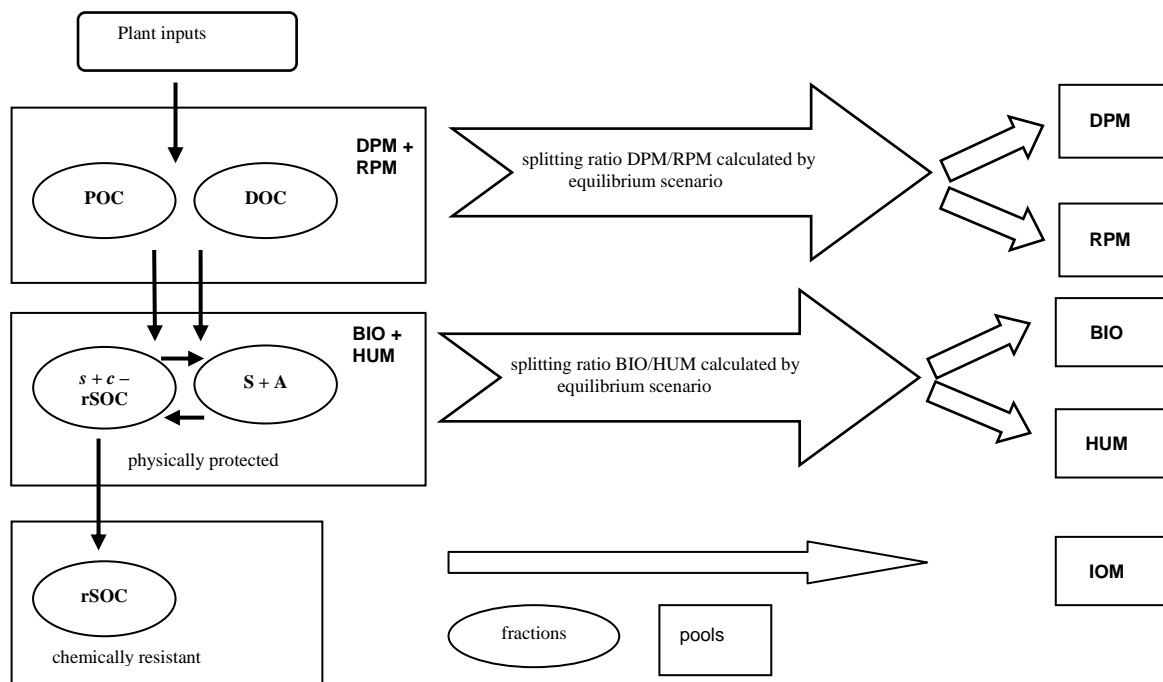 Plant inputs
DPM +
RPM
POC
DOC
splitting ratio DPM/RPM calculated by
equilibrium scenario
DPM
RPM
BIO +
HUM
s + c –
rSOC
S + A
physically protected
splitting ratio BIO/HUM calculated by
equilibrium scenario
BIO
HUM
rSOC
chemically resistant
IOM
fractions
pools